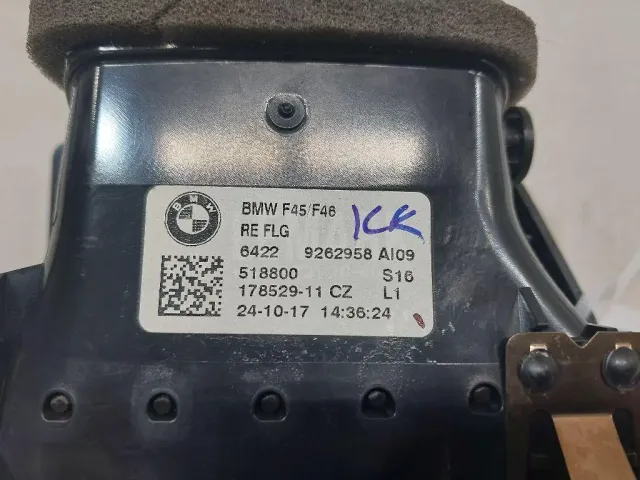 BMW
BMW F45/F46
RE FLG
6422 9262958 AI09
518800 S16
178529-11 CZ L1
24-10-17 14:36:24